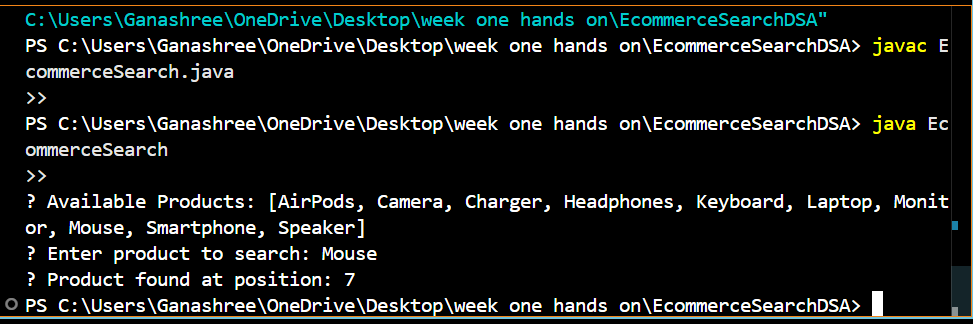 C:\Users\Ganashree\OneDrive\Desktop\week one hands on\EcommerceSearchDSA"
PS C:\Users\Ganashree\OneDrive\Desktop\week one hands on\EcommerceSearchDSA> javac E
commerceSearch.java
>>
PS C:\Users\Ganashree\OneDrive\Desktop\week one hands on\EcommerceSearchDSA> java Ec
ommerceSearch
>>
? Available Products: [AirPods, Camera, Charger, Headphones, Keyboard, Laptop, Monit
or, Mouse, Smartphone, Speaker]
? Enter product to search: Mouse
? Product found at position: 7
PS C:\Users\Ganashree\OneDrive\Desktop\week one hands on\EcommerceSearchDSA>